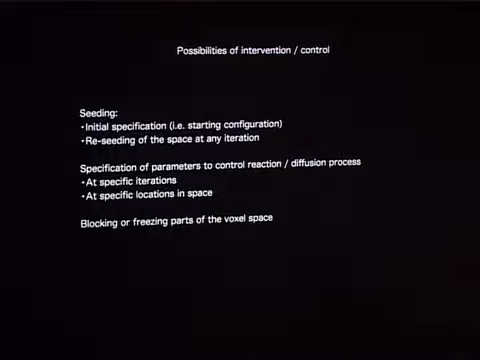 Possibilities of intervention / control
Seeding:
・Initial specification (i.e. starting configuration)
・Re-seeding of the space at any iteration
Specification of parameters to control reaction / diffusion process
・At specific iterations
・At specific locations in space
Blocking or freezing parts of the voxel space